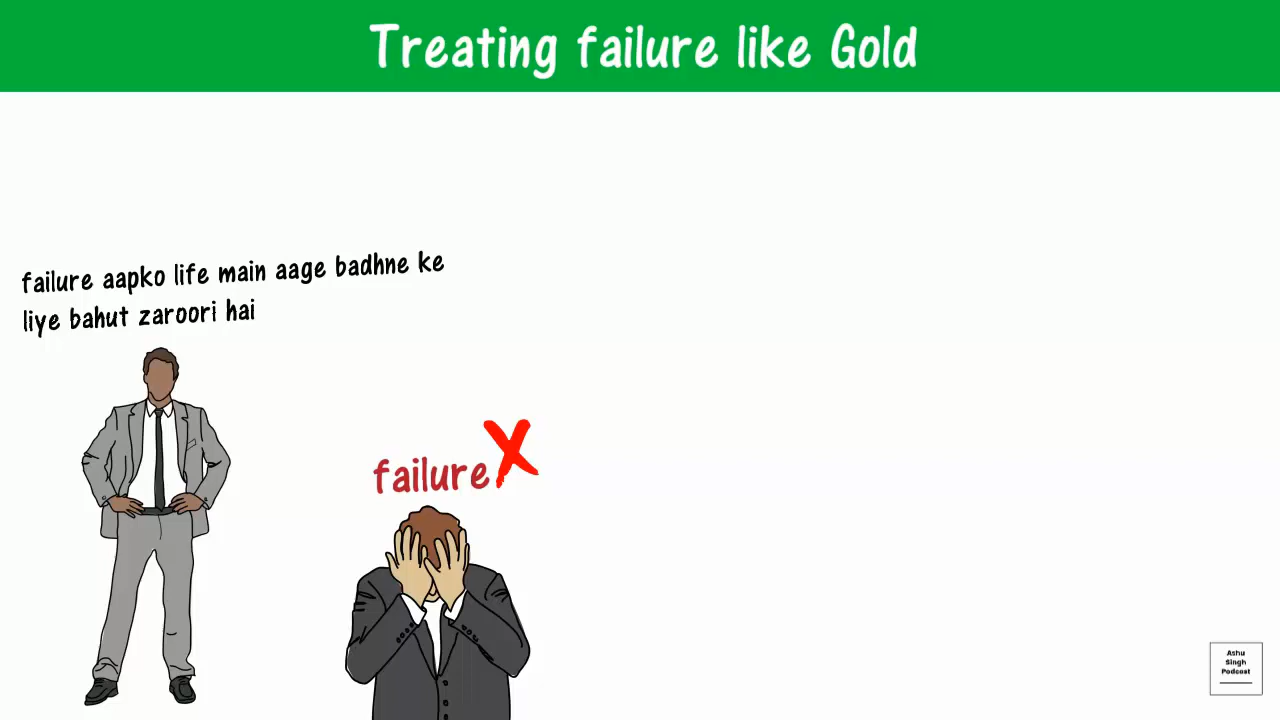 Treating failure like Gold
failure aapko life main aage badhne ke
liye bahut zaroori hai
failure
Ashu
Singh
Podcast